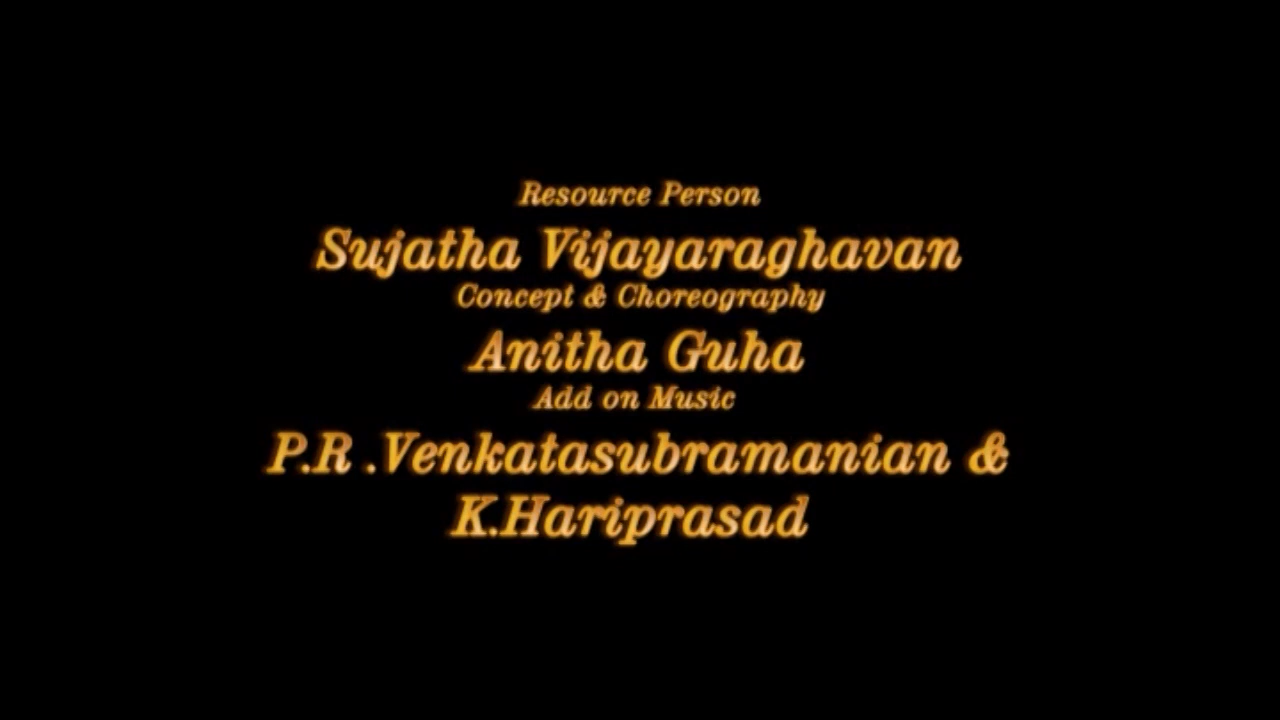 Resource Person
Sujatha Vijayaraghavan
Concept & Choreography
Anitha Guha
Add on Music
P.R .Venkatasubramanian &
K.Hariprasad